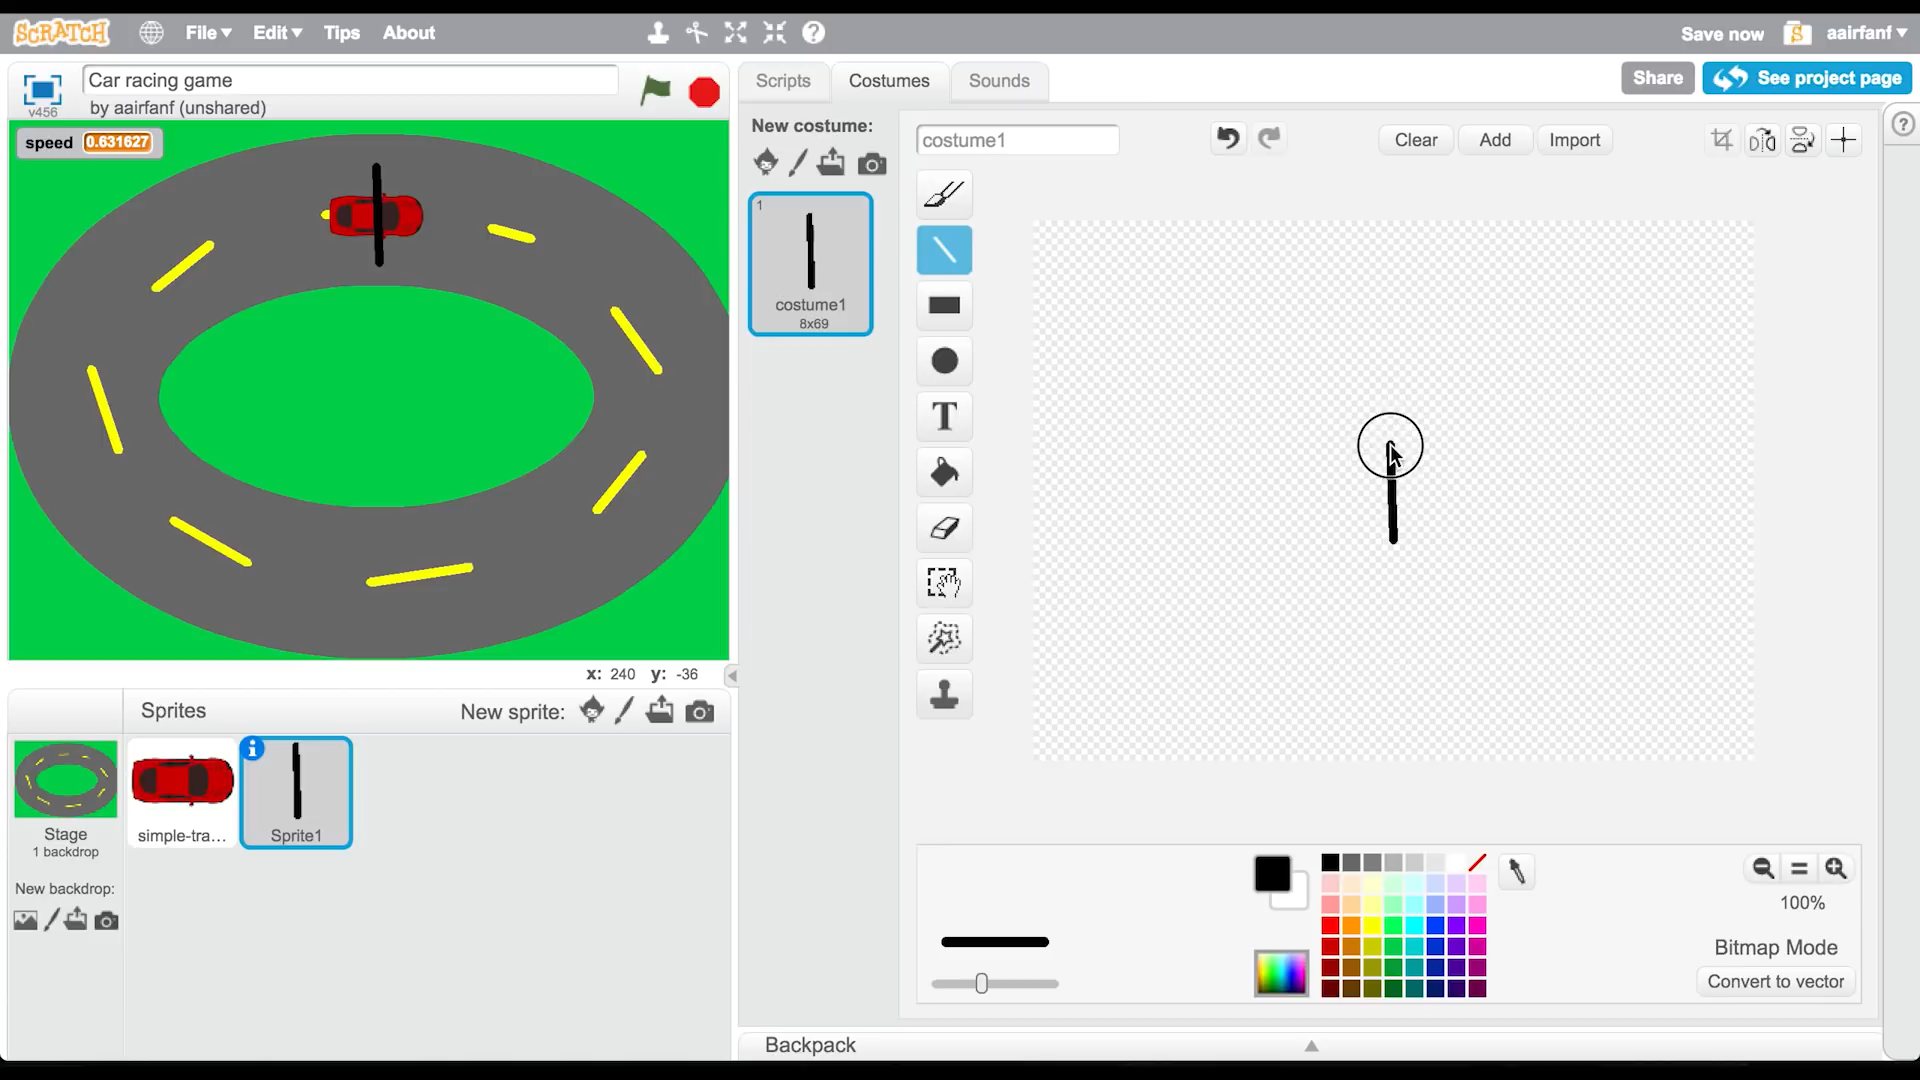 SCRATCH File▼ Edit▼ Tips About ? Save now S aairfanf▼
v456 Car racing game
by aairfanf (unshared)
Scripts Costumes Sounds
Share See project page
?
speed 0.631627
New costume:
costume1
Clear Add Import
1
costume1
8x69
T
x: 240 y: -36
Sprites New sprite:
i
Stage
1 backdrop
simple-tra...
Sprite1
New backdrop:
100%
Bitmap Mode
Convert to vector
Backpack